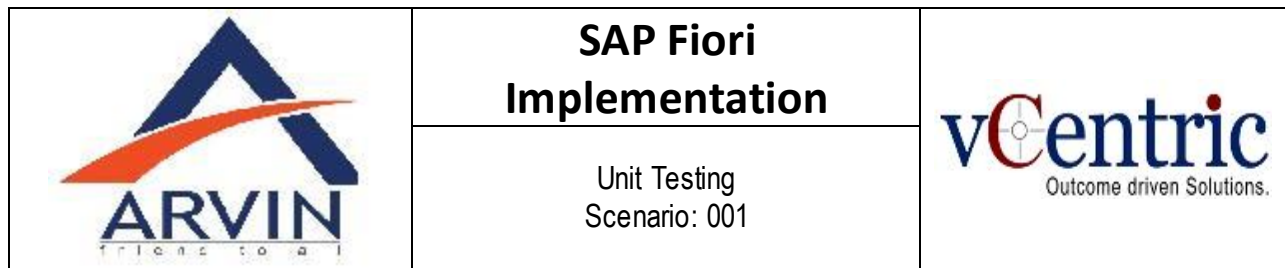 ARVIN
SAP Fiori
Implementation
Unit Testing
Scenario: 001
vCentric
Outcome driven Solutions.